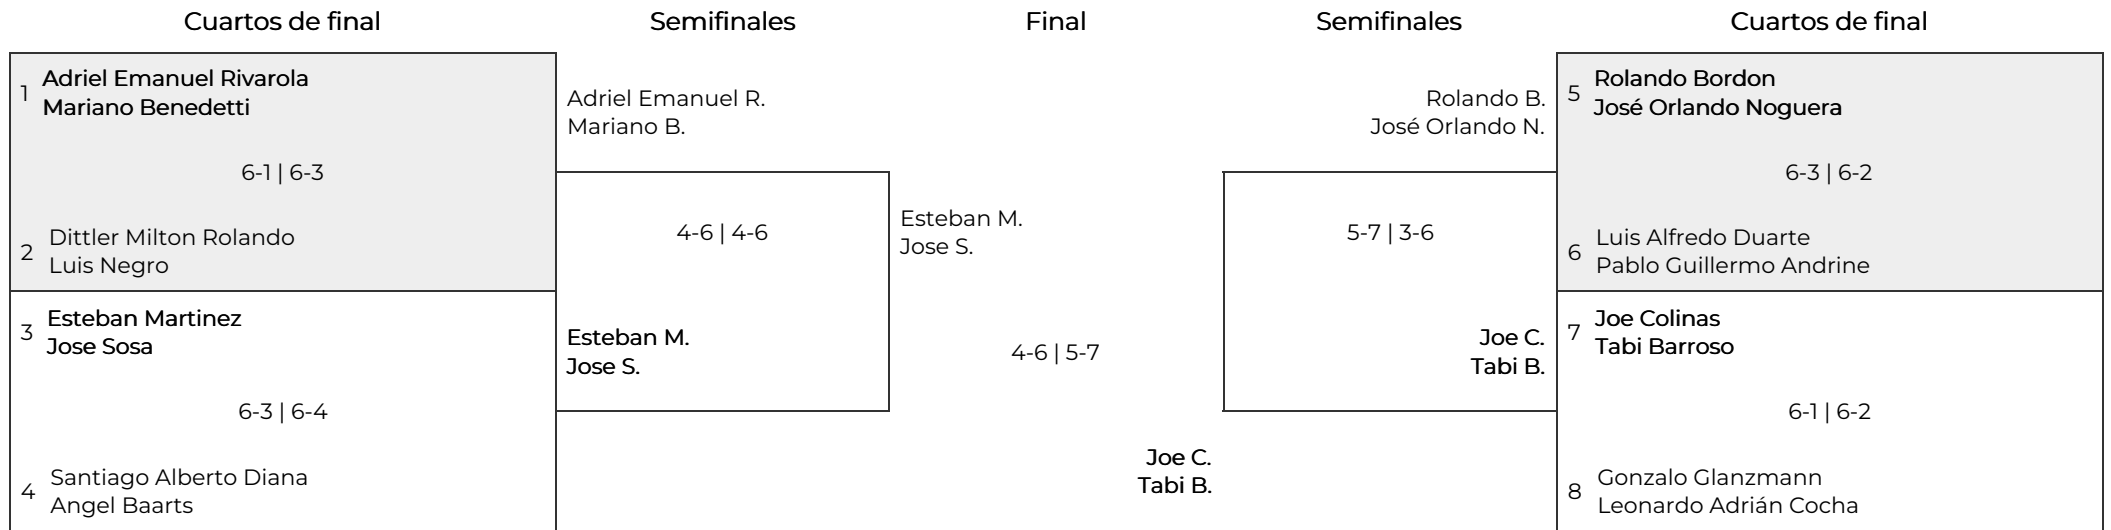 Cuartos de final
Semifinales
Final
Semifinales
Cuartos de final
1
Adriel Emanuel Rivarola
Mariano Benedetti
6-1 | 6-3
2
Dittler Milton Rolando
Luis Negro
3
Esteban Martinez
Jose Sosa
6-3 | 6-4
4
Santiago Alberto Diana
Angel Baarts
Adriel Emanuel R.
Mariano B.
4-6 | 4-6
Esteban M.
Jose S.
Esteban M.
Jose S.
4-6 | 5-7
Joe C.
Tabi B.
Rolando B.
José Orlando N.
5-7 | 3-6
Joe C.
Tabi B.
5
Rolando Bordon
José Orlando Noguera
6-3 | 6-2
6
Luis Alfredo Duarte
Pablo Guillermo Andrine
7
Joe Colinas
Tabi Barroso
6-1 | 6-2
8
Gonzalo Glanzmann
Leonardo Adrián Cocha